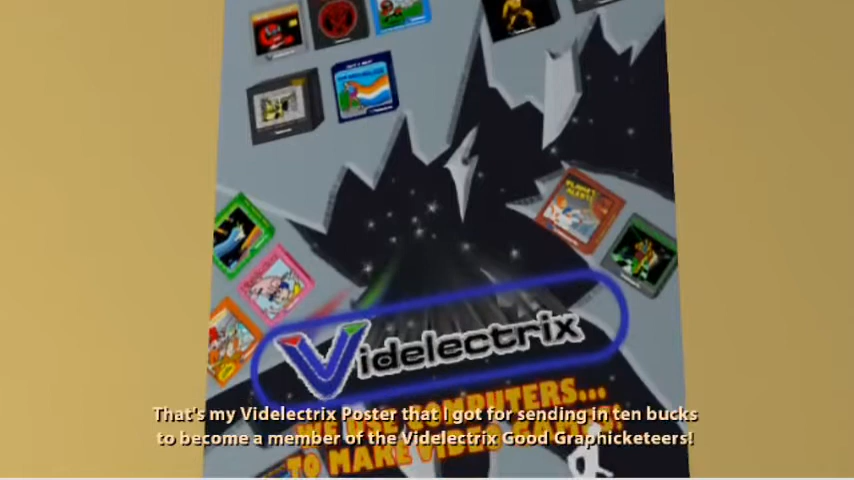 PLANET
Videlectrix
WE USE COMPUTERS...
TO MAKE VIDEO GAMES!
That's my Videlectrix Poster that I got for sending in ten bucks
to become a member of the Videlectrix Good Graphicketeers!